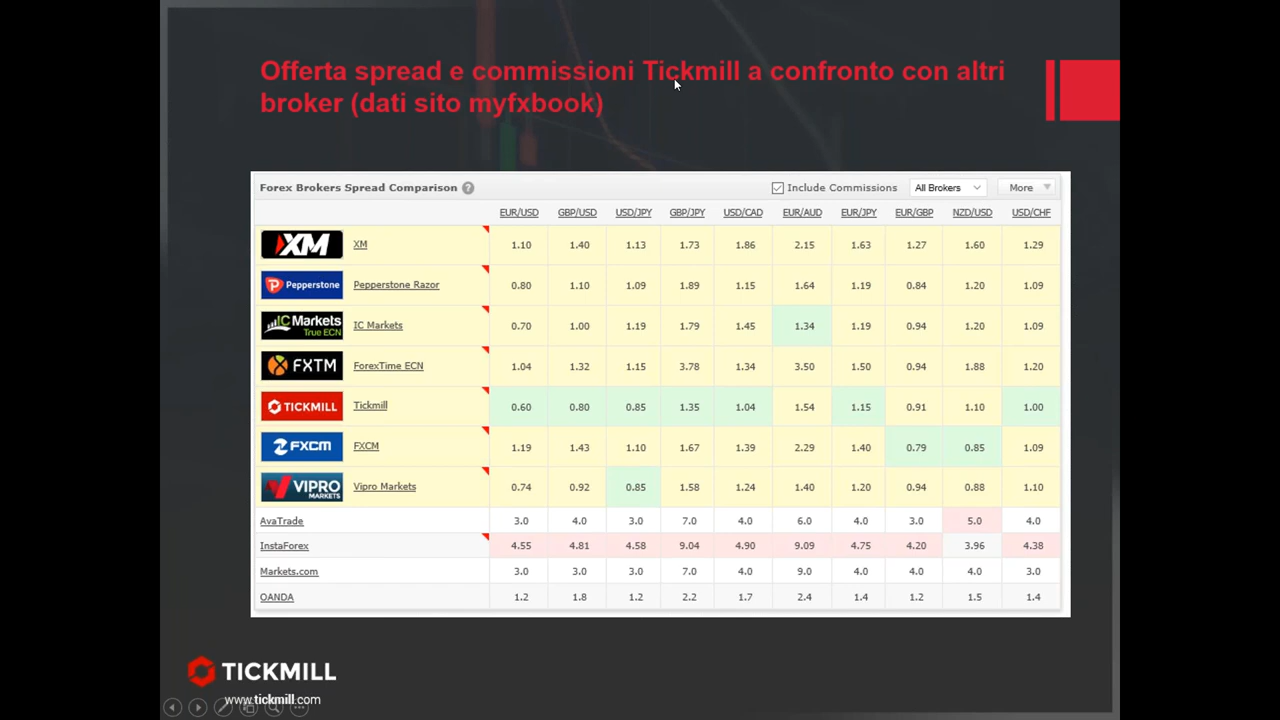 Offerta spread e commissioni Tickmill a confronto con altri
broker (dati sito myfxbook)
Forex Brokers Spread Comparison ? Include Commissions All Brokers More
EUR/USD GBP/USD USD/JPY GBP/JPY USD/CAD EUR/AUD EUR/JPY EUR/GBP NZD/USD USD/CHF
XM XM 1.10 1.40 1.13 1.73 1.86 2.15 1.63 1.27 1.60 1.29
Pepperstone Pepperstone Razor 0.80 1.10 1.09 1.89 1.15 1.64 1.19 0.84 1.20 1.09
IC Markets True ECN IC Markets 0.70 1.00 1.19 1.79 1.45 1.34 1.19 0.94 1.20 1.09
FXTM ForexTime ECN 1.04 1.32 1.15 3.78 1.34 3.50 1.50 0.94 1.88 1.20
TICKMILL Tickmill 0.60 0.80 0.85 1.35 1.04 1.54 1.15 0.91 1.10 1.00
FXCM FXCM 1.19 1.43 1.10 1.67 1.39 2.29 1.40 0.79 0.85 1.09
VIPRO MARKETS Vipro Markets 0.74 0.92 0.85 1.58 1.24 1.40 1.20 0.94 0.88 1.10
AvaTrade 3.0 4.0 3.0 7.0 4.0 6.0 4.0 3.0 5.0 4.0
InstaForex 4.55 4.81 4.58 9.04 4.90 9.09 4.75 4.20 3.96 4.38
Markets.com 3.0 3.0 3.0 7.0 4.0 9.0 4.0 4.0 4.0 3.0
OANDA 1.2 1.8 1.2 2.2 1.7 2.4 1.4 1.2 1.5 1.4
TICKMILL
www.tickmill.com